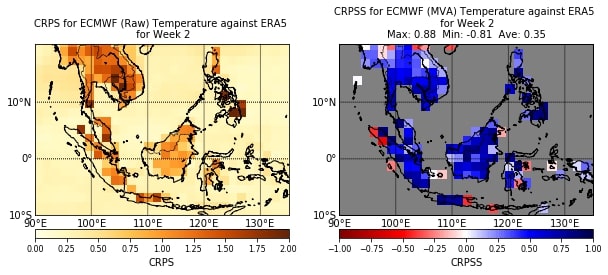 CRPS for ECMWF (Raw) Temperature against ERA5
for Week 2
10°N
0°
10°S
90°E 100°E 110°E 120°E 130°E
0.00 0.25 0.50 0.75 1.00 1.25 1.50 1.75 2.00
CRPS
CRPSS for ECMWF (MVA) Temperature against ERA5
for Week 2
Max: 0.88 Min: -0.81 Ave: 0.35
10°N
0°
10°S
90°E 100°E 110°E 120°E 130°E
−1.00 −0.75 −0.50 −0.25 0.00 0.25 0.50 0.75 1.00
CRPSS